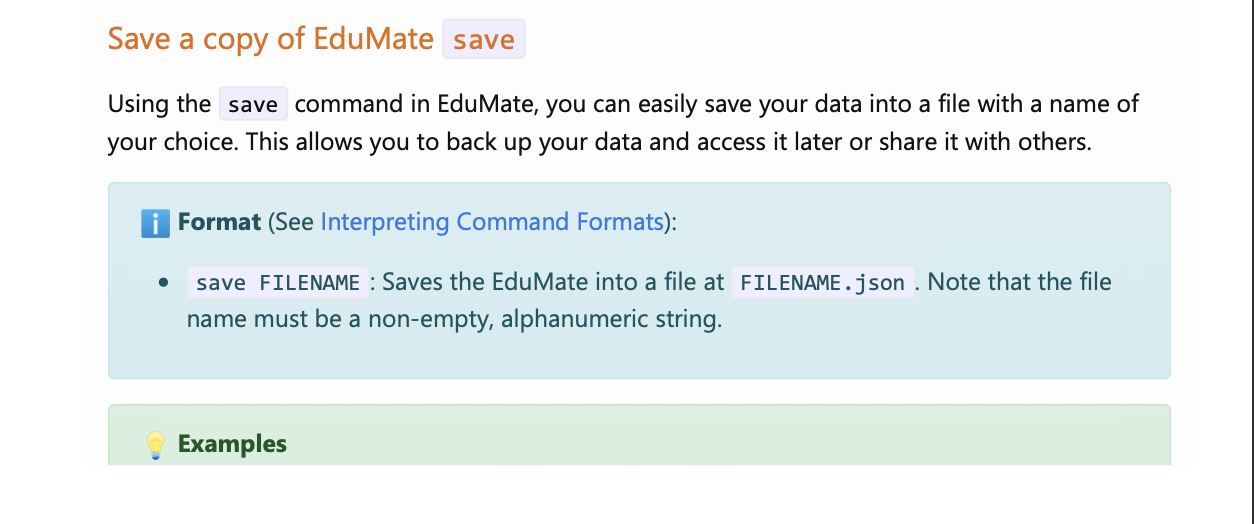 Save a copy of EduMate save
Using the save command in EduMate, you can easily save your data into a file with a name of
your choice. This allows you to back up your data and access it later or share it with others.
ℹ️ Format (See Interpreting Command Formats):
• save FILENAME : Saves the EduMate into a file at FILENAME.json . Note that the file
name must be a non-empty, alphanumeric string.
💡 Examples